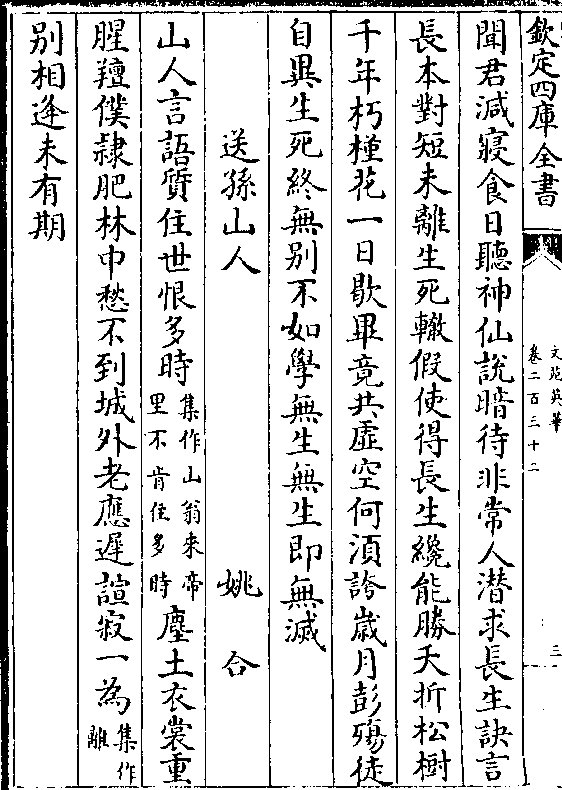 欽定四庫全書
文苑英華
卷二百三十二
三
聞君減寢食日聽神仙說暗待非常人潜求長生訣言
長本對短未離生死轍假使得長生纔能勝夭折松樹
千年朽槿花一日歇畢竟共虚空何須誇歲月彭殤徒
自異生死終無别不如學無生無生即無滅
送孫山人 姚合
山人言語質住世恨多時集作山翁來帝里不肯住多時塵土衣裳重
腥羶僕隸肥林中愁不到城外老應遲諠寂一為集作離
别相逢未有期